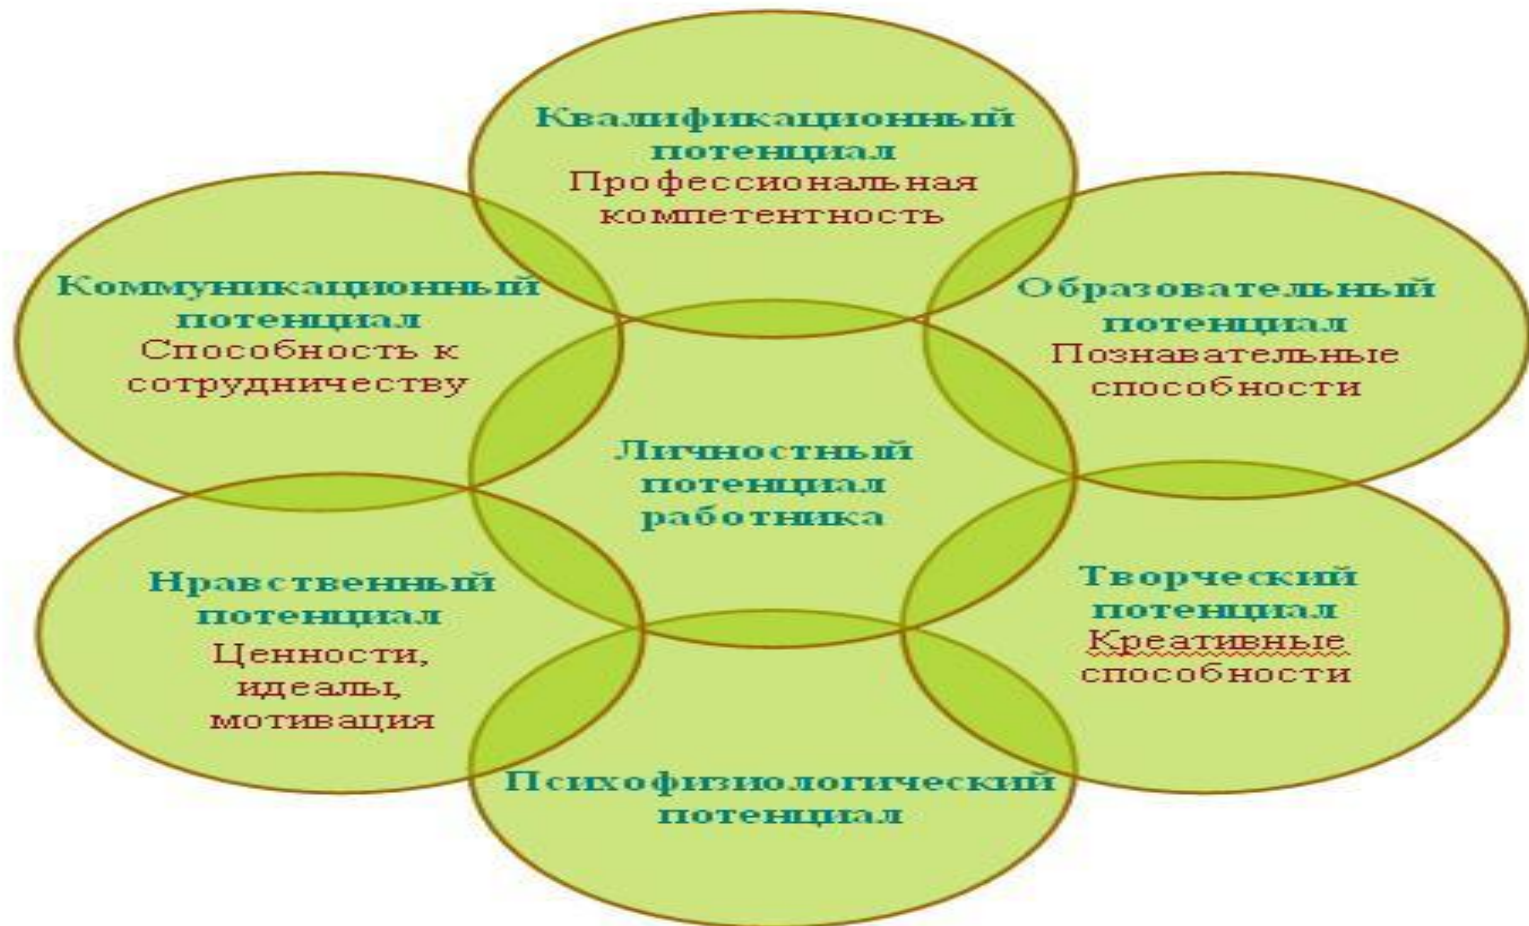 Квалификационный
потенциал
Профессиональная
компетентность
Коммуникационный
потенциал
Способность к
сотрудничеству
Образовательный
потенциал
Познавательные
способности
Личностный
потенциал
работника
Нравственный
потенциал
Ценности,
идеалы,
мотивация
Творческий
потенциал
Креативные
способности
Психофизиологический
потенциал